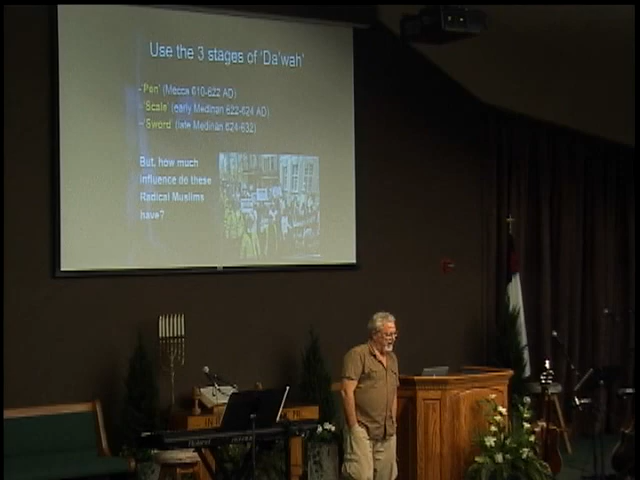 Use the 3 stages of 'Da'wah'
-'Pen' (Mecca 610-622 AD)
-'Scale' (early Medinan 622-624 AD)
-'Sword' (late Medinan 624-632)
But, how much
influence do these
Radical Muslims
have?
Roland